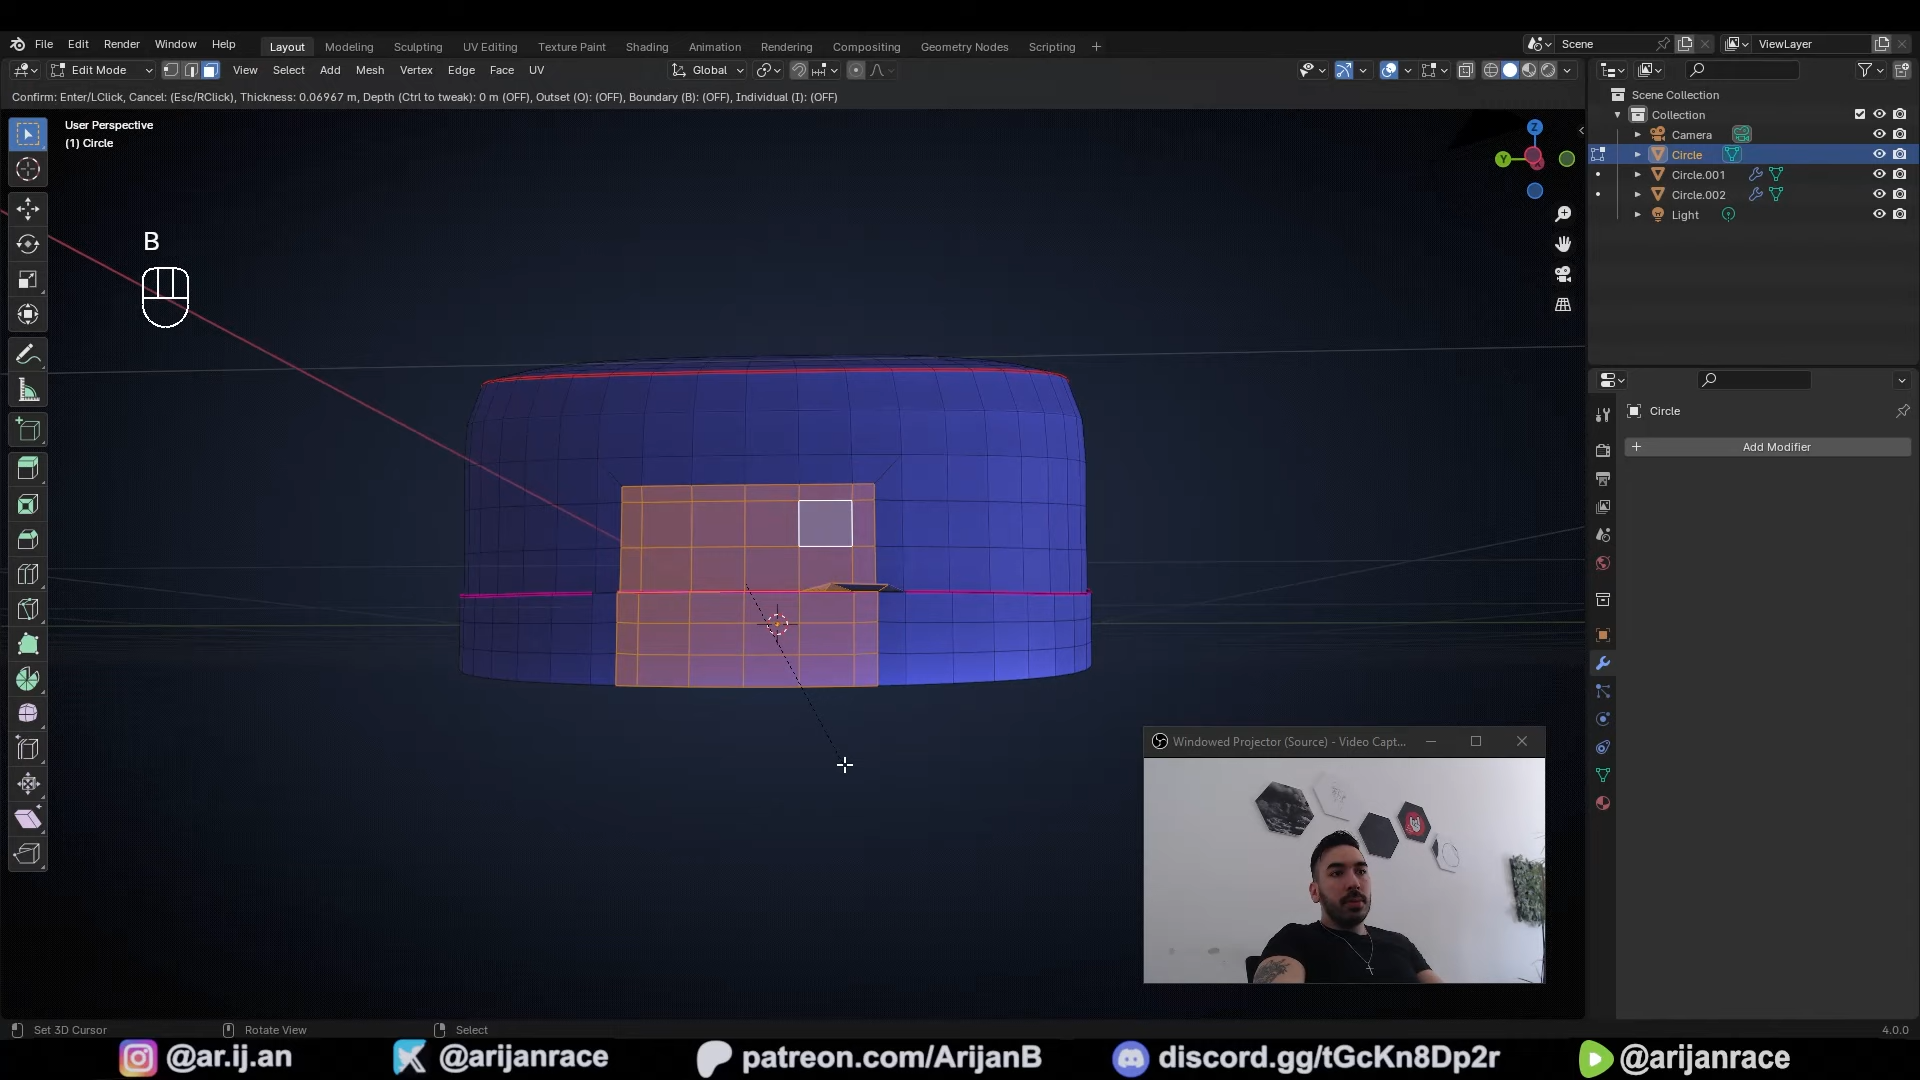 File Edit Render Window Help Layout Modeling Sculpting UV Editing Texture Paint Shading Animation Rendering Compositing Geometry Nodes Scripting Scene ViewLayer
Edit Mode View Select Add Mesh Vertex Edge Face UV Global
Confirm: Enter/LClick, Cancel: (Esc/RClick), Thickness: 0.06967 m, Depth (Ctrl to tweak): 0 m (OFF), Outset (O): (OFF), Boundary (B): (OFF), Individual (I): (OFF)
Scene Collection
Collection
Camera
Circle
Circle.001
Circle.002
Light
User Perspective
(1) Circle
Z
Y
B
Circle
Add Modifier
Windowed Projector (Source) - Video Capt...
Set 3D Cursor Rotate View Select 4.0.0
@ar.ij.an @arijanrace patreon.com/ArijanB discord.gg/tGcKn8Dp2r @arijanrace